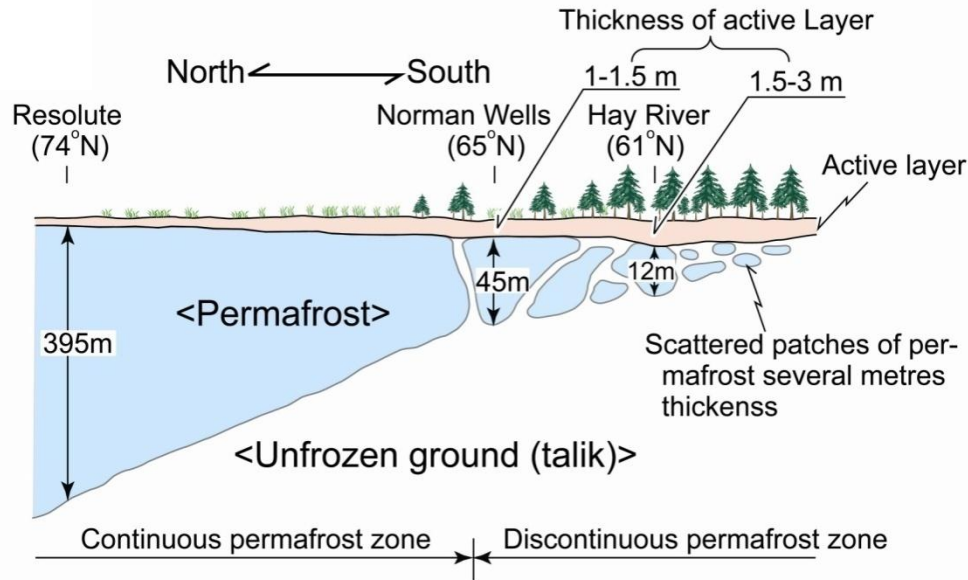 Thickness of active Layer
North South
1-1.5 m
1.5-3 m
Resolute
(74°N)
Norman Wells
(65°N)
Hay River
(61°N)
Active layer
45m
12m
<Permafrost>
395m
Scattered patches of per-
mafrost several metres
thickenss
<Unfrozen ground (talik)>
Continuous permafrost zone
Discontinuous permafrost zone